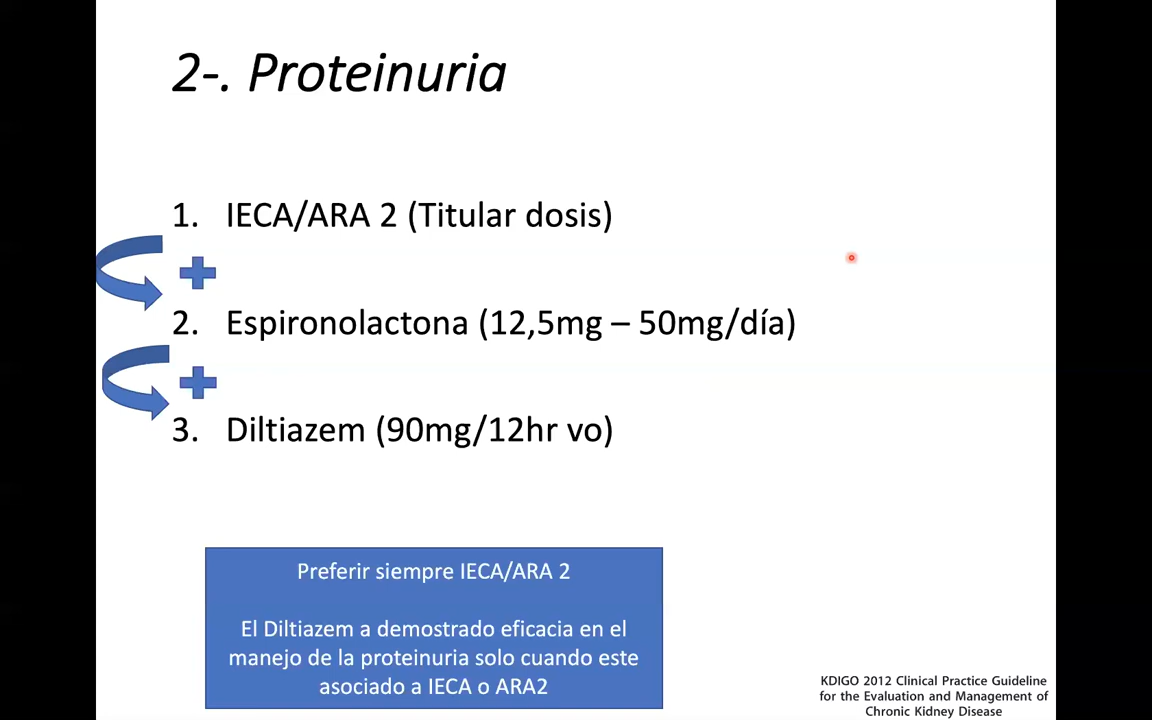 2-. Proteinuria
1. IECA/ARA 2 (Titular dosis)
2. Espironolactona (12,5mg – 50mg/día)
3. Diltiazem (90mg/12hr vo)
Preferir siempre IECA/ARA 2
El Diltiazem a demostrado eficacia en el
manejo de la proteinuria solo cuando este
asociado a IECA o ARA2
KDIGO 2012 Clinical Practice Guideline
for the Evaluation and Management of
Chronic Kidney Disease